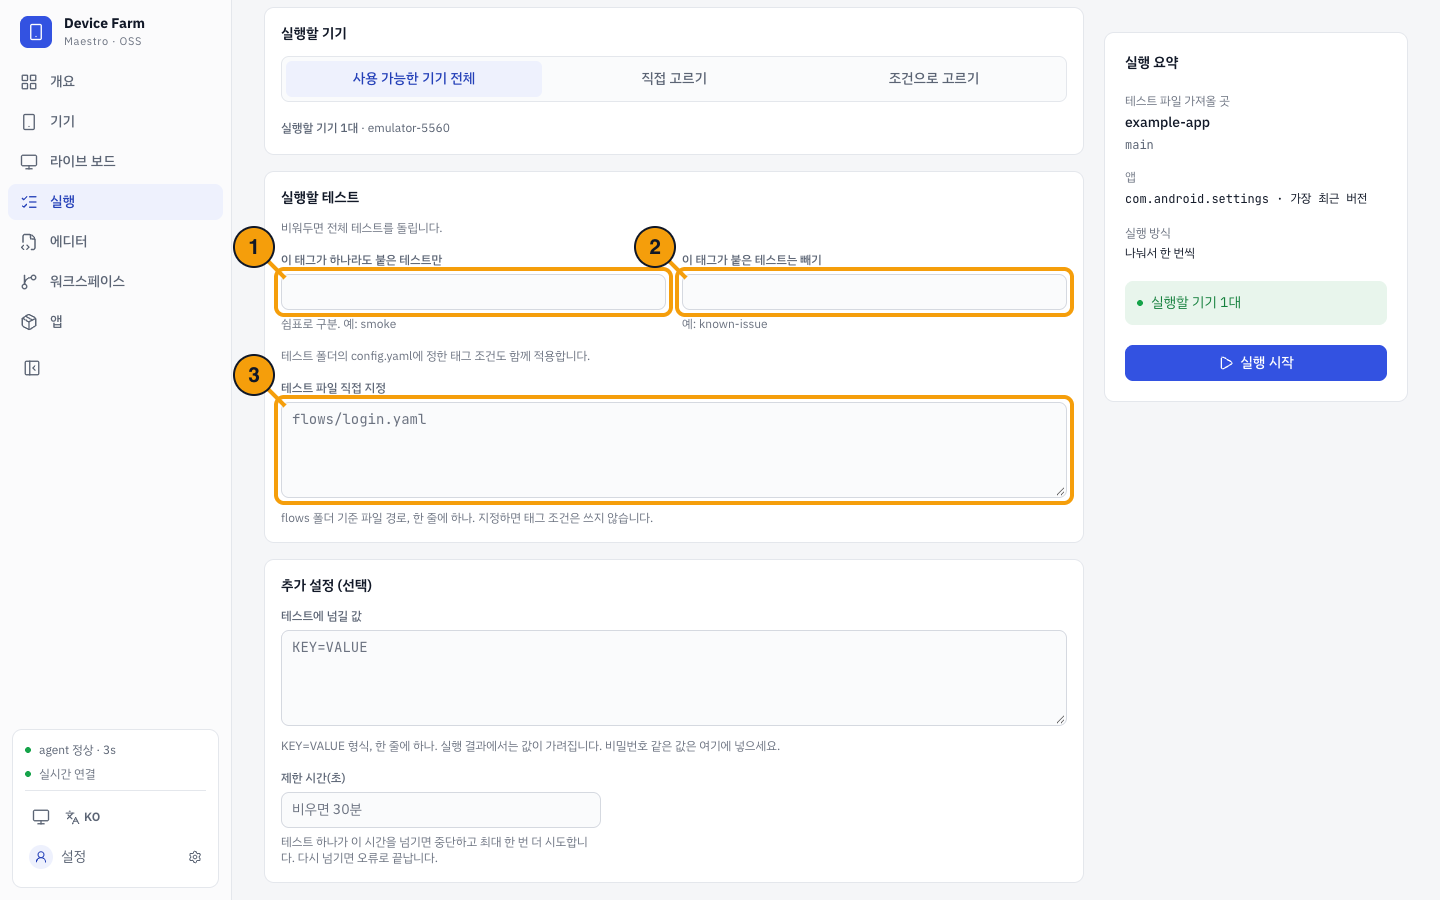 Device Farm
Maestro · OSS
개요
기기
라이브 보드
실행
에디터
워크스페이스
앱
agent 정상 · 3s
실시간 연결
KO
설정
실행할 기기
사용 가능한 기기 전체
직접 고르기
조건으로 고르기
실행할 기기 1대 · emulator-5560
실행할 테스트
비워두면 전체 테스트를 돌립니다.
1
이 태그가 하나라도 붙은 테스트만
2
이 태그가 붙은 테스트는 빼기
쉼표로 구분. 예: smoke
예: known-issue
테스트 폴더의 config.yaml에 정한 태그 조건도 함께 적용합니다.
3
테스트 파일 직접 지정
flows/login.yaml
flows 폴더 기준 파일 경로, 한 줄에 하나. 지정하면 태그 조건은 쓰지 않습니다.
추가 설정 (선택)
테스트에 넘길 값
KEY=VALUE
KEY=VALUE 형식, 한 줄에 하나. 실행 결과에서는 값이 가려집니다. 비밀번호 같은 값은 여기에 넣으세요.
제한 시간(초)
비우면 30분
테스트 하나가 이 시간을 넘기면 중단하고 최대 한 번 더 시도합니
다. 다시 넘기면 오류로 끝납니다.
실행 요약
테스트 파일 가져올 곳
example-app
main
앱
com.android.settings · 가장 최근 버전
실행 방식
나눠서 한 번씩
실행할 기기 1대
실행 시작